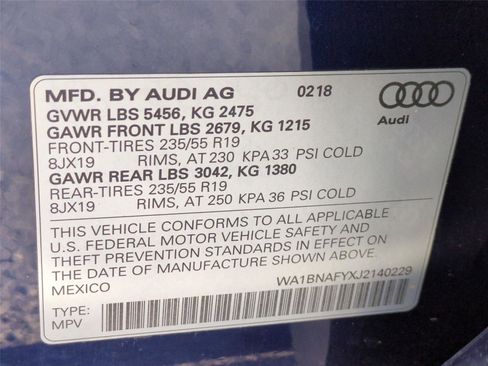 MFD. BY AUDI AG 0218
GVWR LBS 5456, KG 2475
GAWR FRONT LBS 2679, KG 1215
FRONT-TIRES 235/55 R19
8JX19 RIMS, AT 230 KPA 33 PSI COLD
GAWR REAR LBS 3042, KG 1380
REAR-TIRES 235/55 R19
8JX19 RIMS, AT 250 KPA 36 PSI COLD
Audi
THIS VEHICLE CONFORMS TO ALL APPLICABLE
U.S. FEDERAL MOTOR VEHICLE SAFETY AND
THEFT PREVENTION STANDARDS IN EFFECT ON
DATE OF MANUFACTURE SHOWN ABOVE.
MEXICO WA1BNAFYXJ2140229
TYPE:
MPV